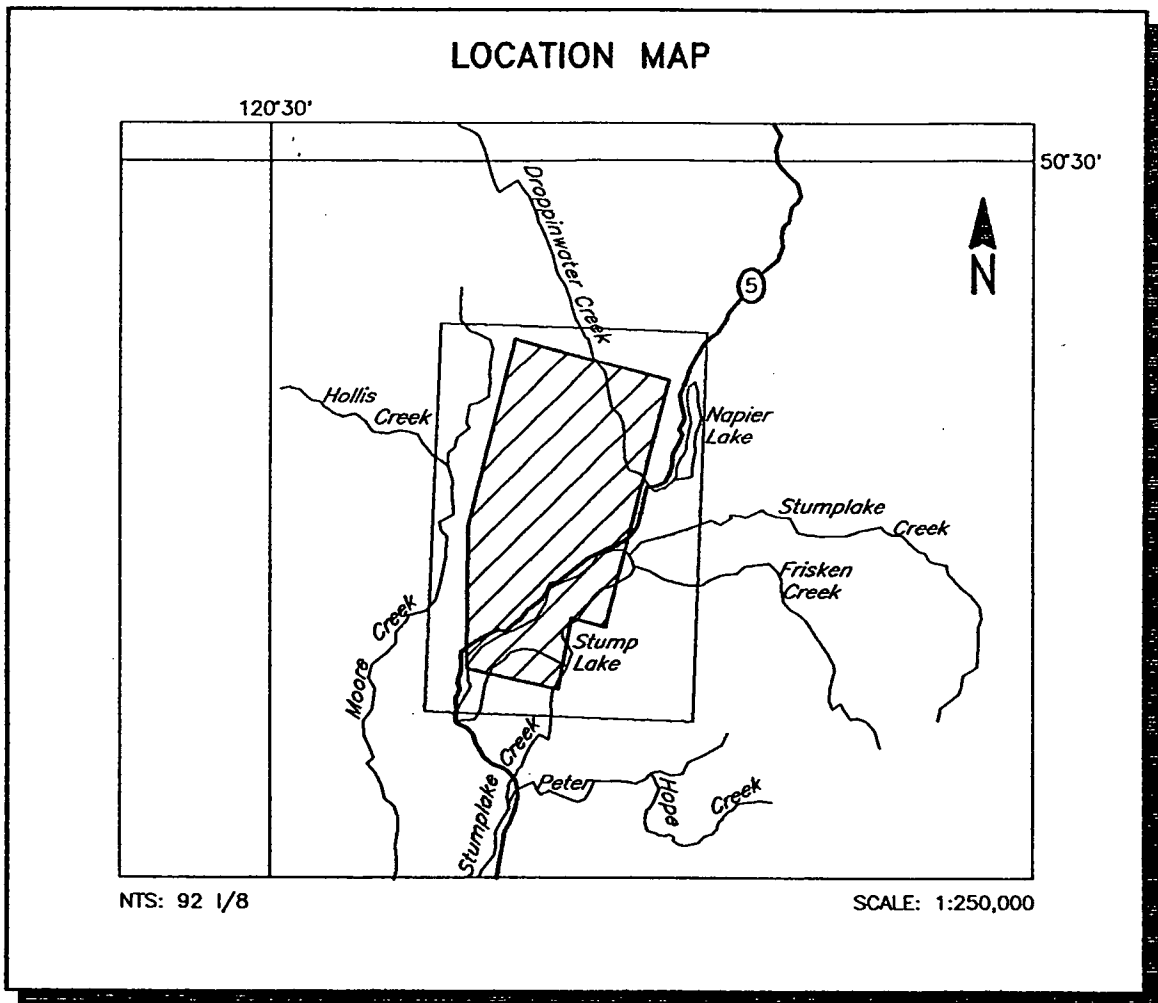 LOCATION MAP
120°30'
50°30'
Droppinwater Creek
N
5
Hollis
Creek
Napier
Lake
Stumplake
Creek
Frisken
Creek
Stump
Lake
Moore
Creek
Stumplake
Creek
Peter
Hope
Creek
NTS: 92 I/8
SCALE: 1:250,000